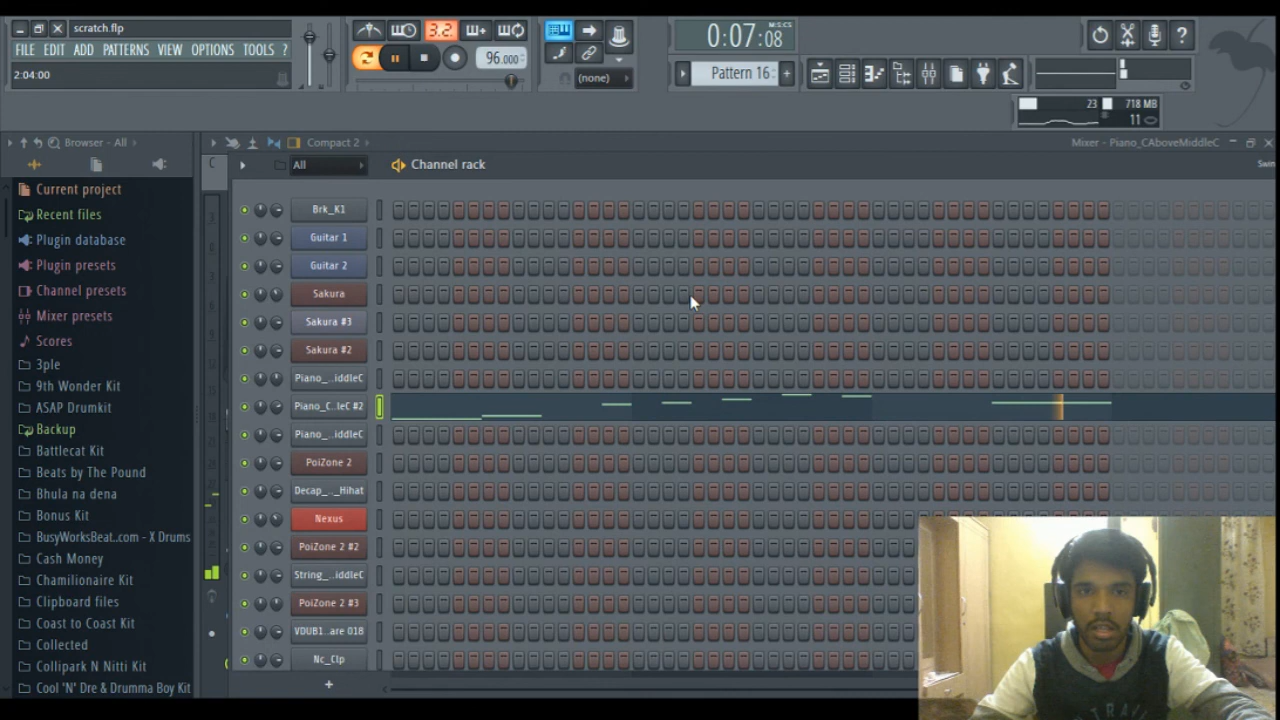 scratch.flp
FILE EDIT ADD PATTERNS VIEW OPTIONS TOOLS ?
2:04:00
3.2.
96.000
(none)
0:07:08
M:S:CS
Pattern 16
23
718 MB
11
Browser - All
Compact 2
Mixer - Piano_CAboveMiddleC
All
Channel rack
Swin
Current project
Recent files
Plugin database
Plugin presets
Channel presets
Mixer presets
Scores
3ple
9th Wonder Kit
ASAP Drumkit
Backup
Battlecat Kit
Beats by The Pound
Bhula na dena
Bonus Kit
BusyWorksBeat..com - X Drums
Cash Money
Chamilionaire Kit
Clipboard files
Coast to Coast Kit
Collected
Collipark N Nitti Kit
Cool 'N' Dre & Drumma Boy Kit
C
Brk_K1
Guitar 1
Guitar 2
Sakura
Sakura #3
Sakura #2
Piano_...iddleC
Piano_C...leC #2
Piano_...iddleC
PoiZone 2
Decap_..._Hihat
Nexus
PoiZone 2 #2
String_...iddleC
PoiZone 2 #3
VDUB1...are 018
Nc_Clp
+